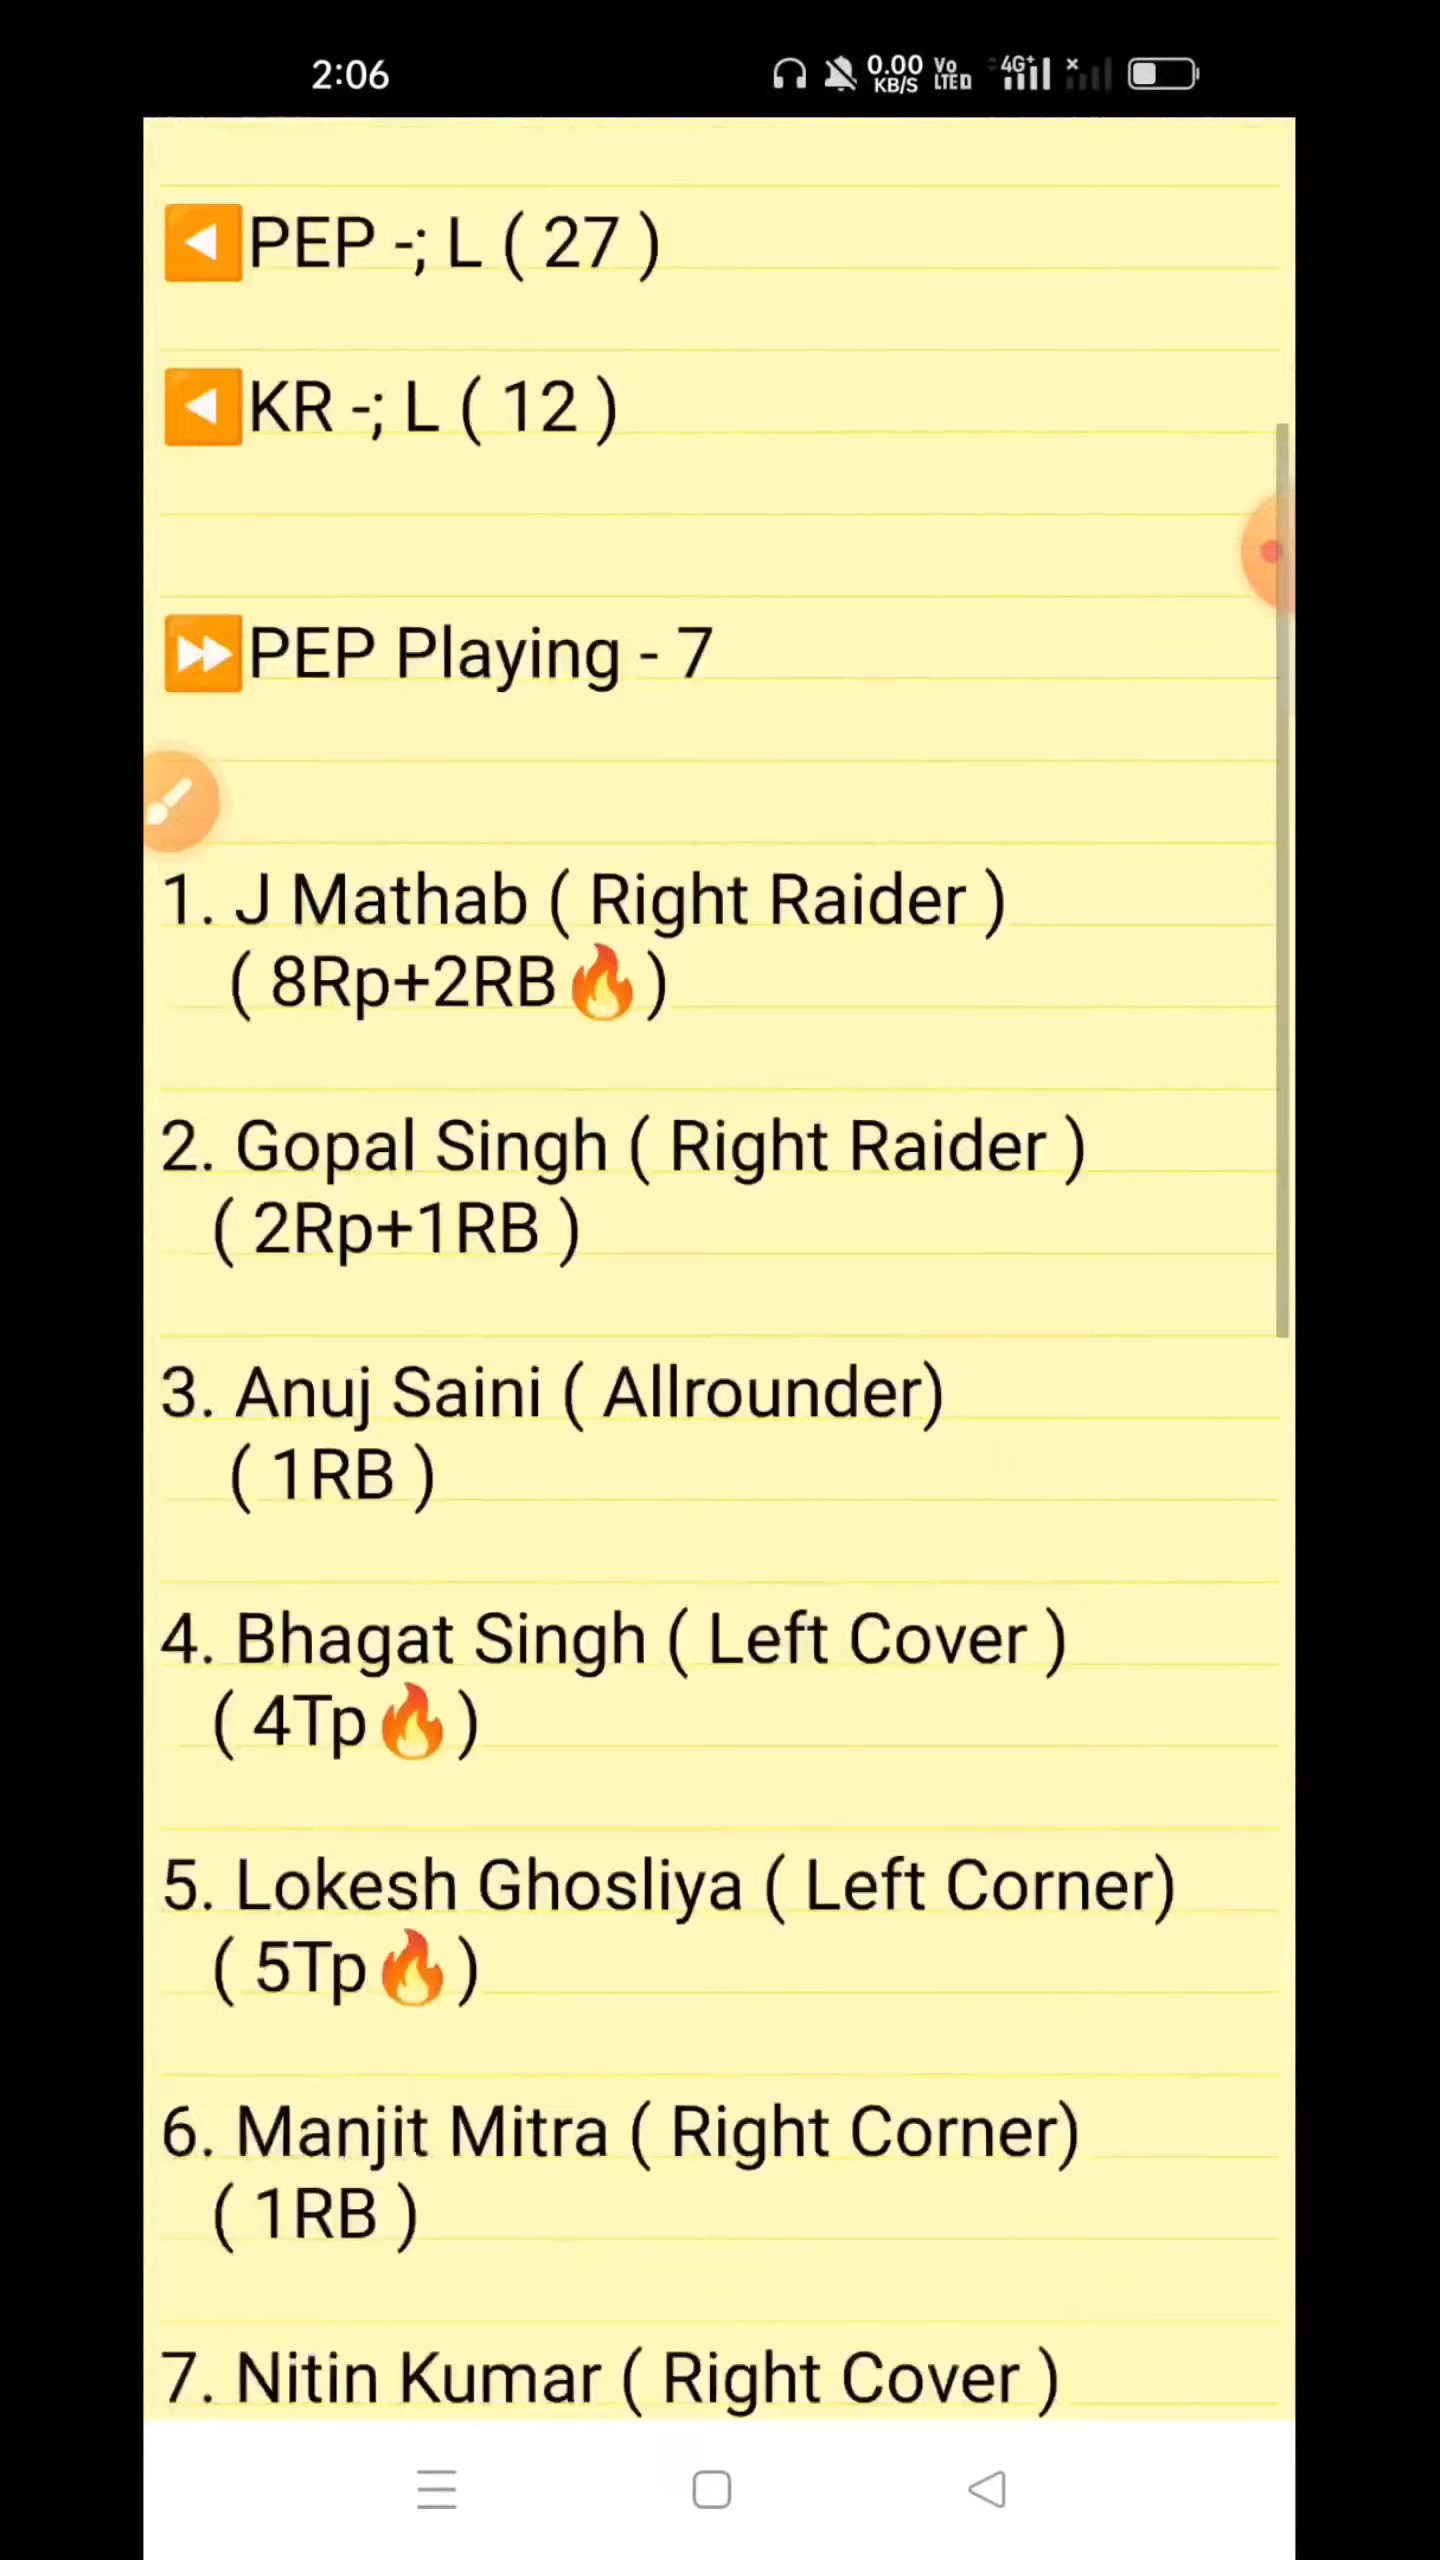 2:06 0.00 KB/S Vo LTED 4G+
◀️PEP -; L ( 27 )
◀️KR -; L ( 12 )
⏩PEP Playing - 7
1. J Mathab ( Right Raider )
( 8Rp+2RB🔥)
2. Gopal Singh ( Right Raider )
( 2Rp+1RB )
3. Anuj Saini ( Allrounder)
( 1RB )
4. Bhagat Singh ( Left Cover )
( 4Tp🔥)
5. Lokesh Ghosliya ( Left Corner)
( 5Tp🔥)
6. Manjit Mitra ( Right Corner)
( 1RB )
7. Nitin Kumar ( Right Cover )